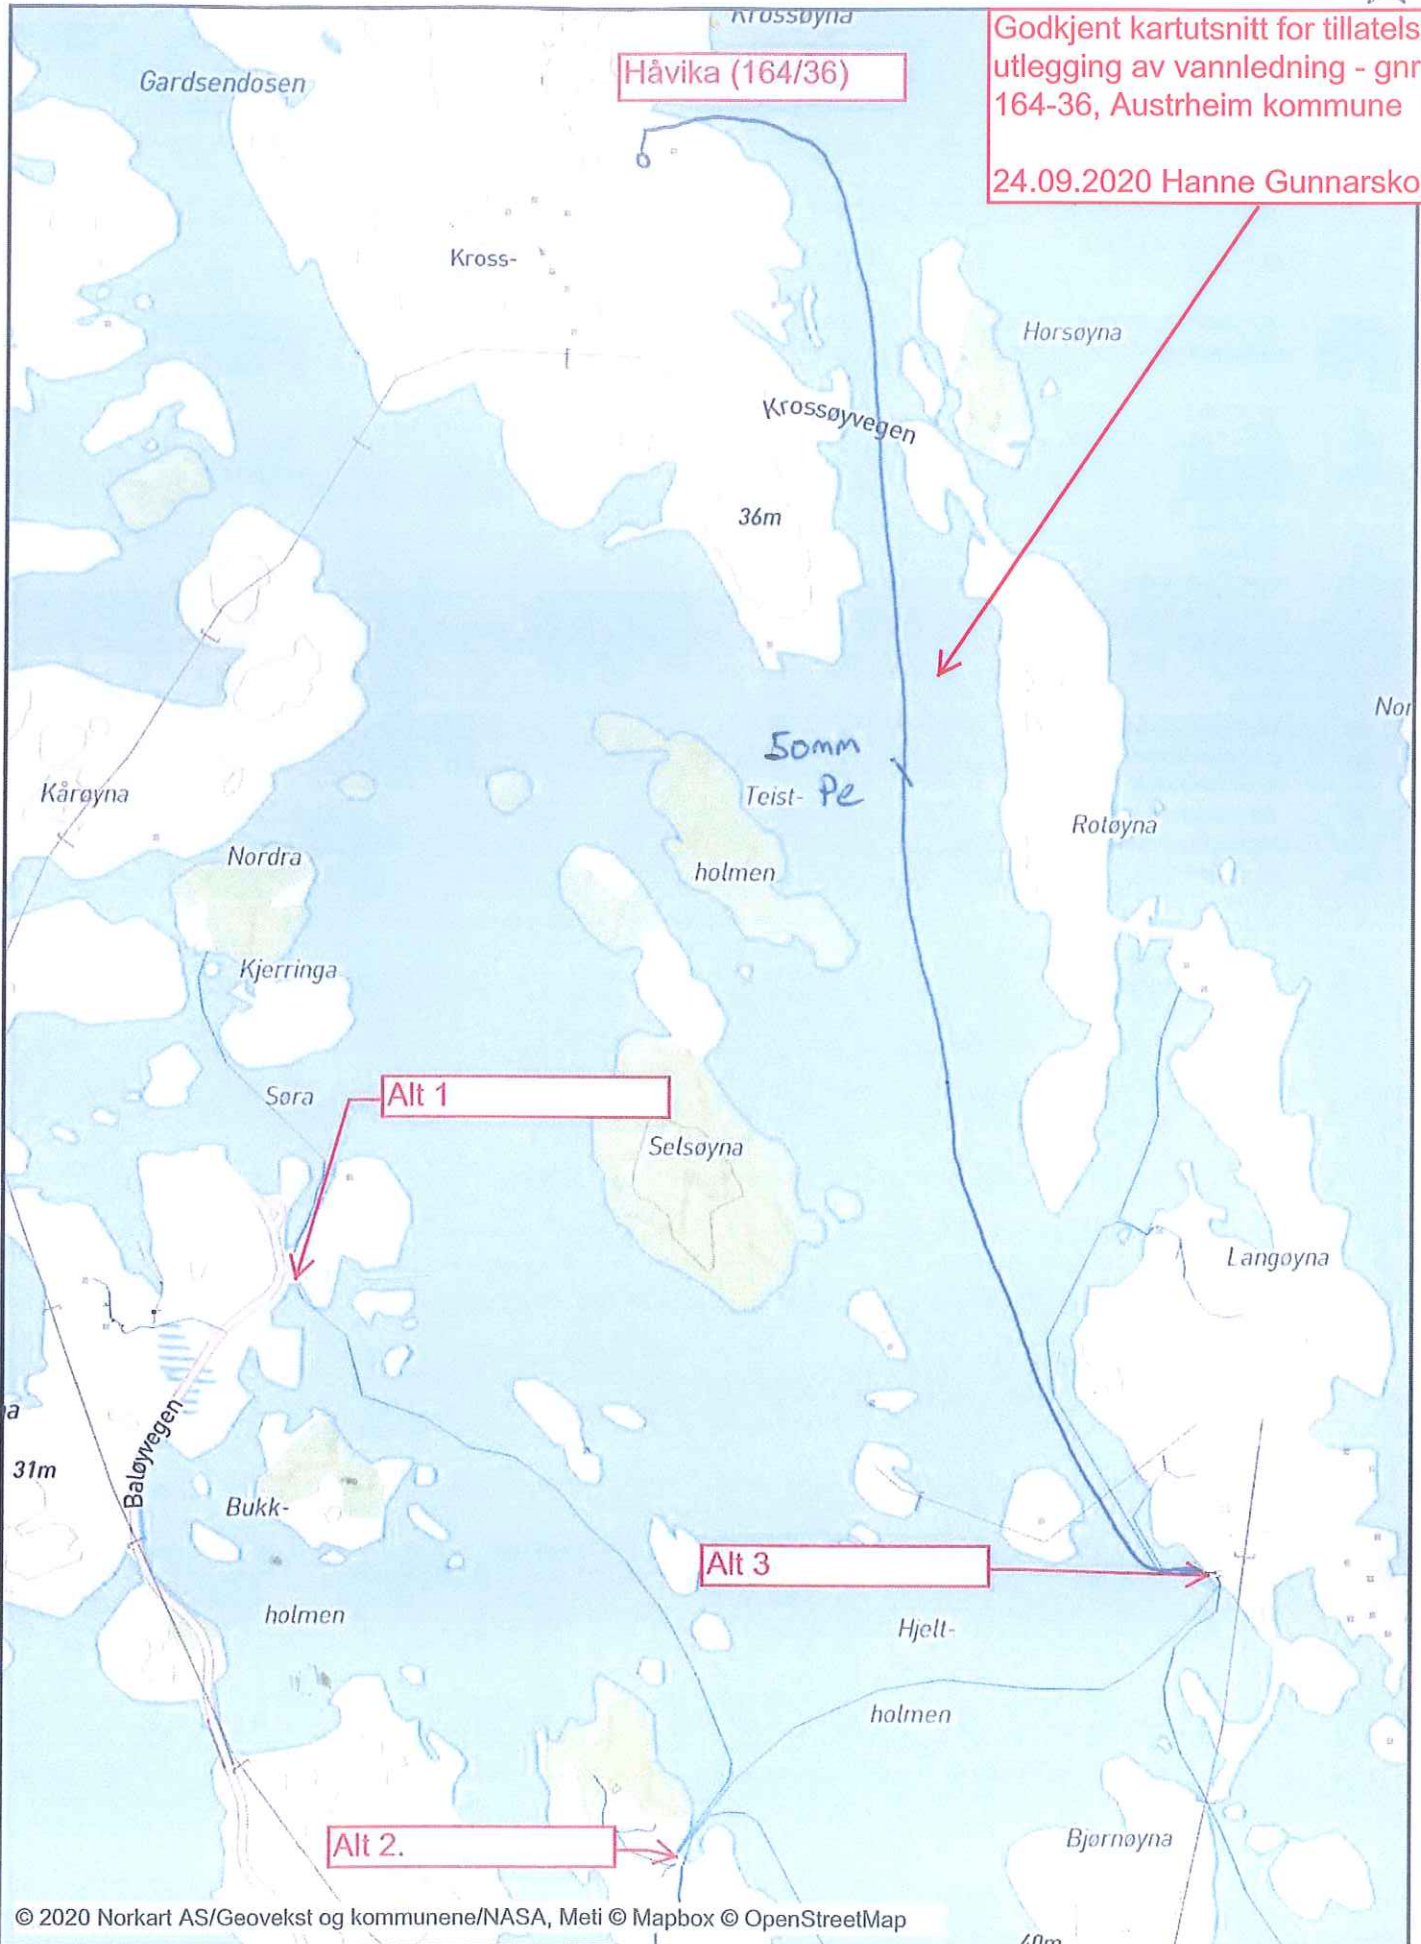 Krossøyna
Godkjent kartutsnitt for tillatels
utlegging av vannledning - gnr
164-36, Austrheim kommune
24.09.2020 Hanne Gunnarsko
Håvika (164/36)
Gardsendosen
Kross-
Horsøyna
Krossøyvegen
36m
Nor
50mm
Pe
Teist-
holmen
Kårøyna
Rotøyna
Nordra
Kjerringa
Søra
Alt 1
Selsøyna
Langøyna
a
31m
Baløyvegen
Bukk-
holmen
Alt 3
Hjelt-
holmen
Alt 2.
Bjørnøyna
40m
© 2020 Norkart AS/Geovekst og kommunene/NASA, Meti © Mapbox © OpenStreetMap